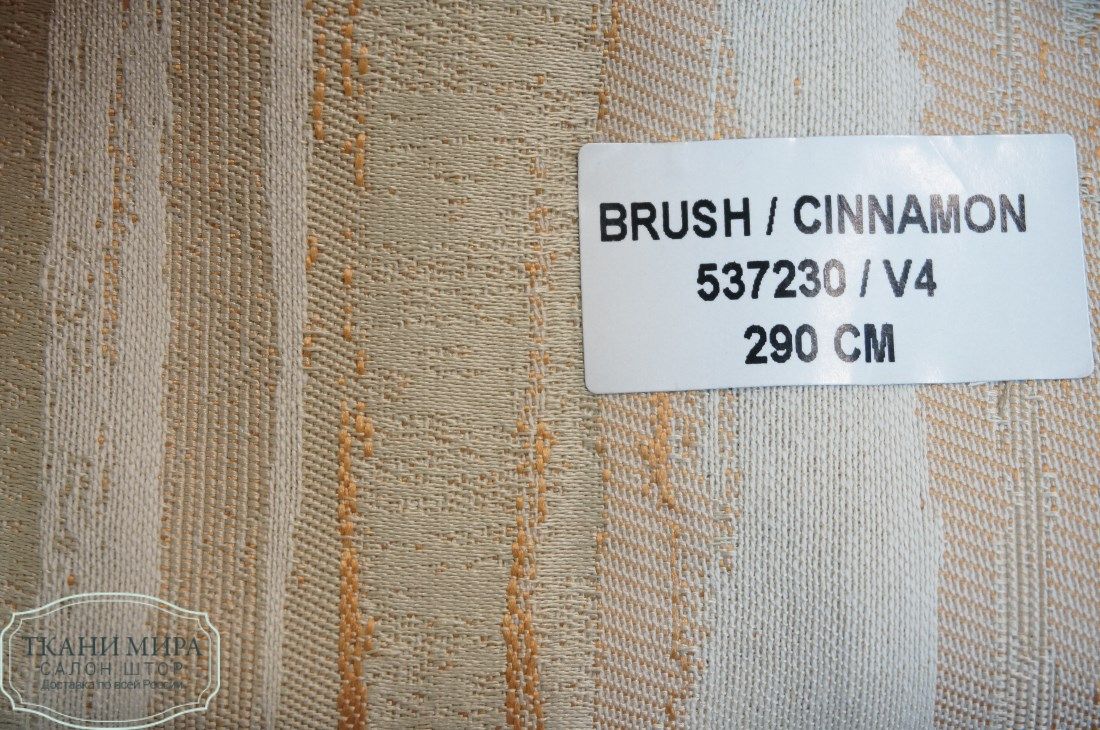 BRUSH / CINNAMON
537230 / V4
290 CM
ТКАНИ МИРА
САЛОН ШТОР
Доставка по всей России